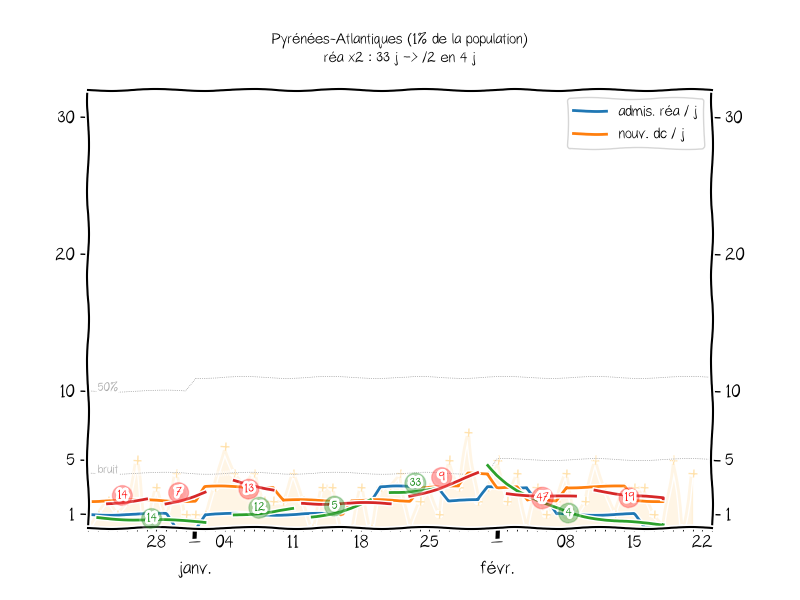 Pyrénées-Atlantiques (1% de la population)
réa x2 : 33 j -> /2 en 4 j
30 30
admis. réa / j
nouv. dc / j
20 20
50%
10 10
bruit
5 5
14 7 13 12 14 5 33 9 47 4 19
1 1
28 1 04 11 18 25 1 08 15 22
janv. févr.